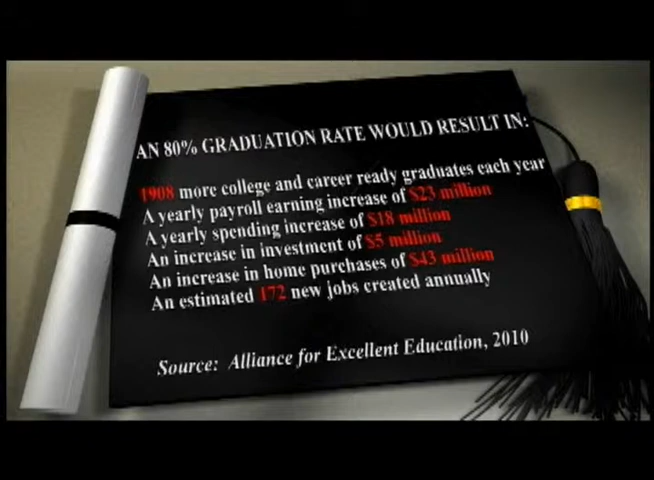 AN 80% GRADUATION RATE WOULD RESULT IN:
1908 more college and career ready graduates each year
A yearly payroll earning increase of $23 million
A yearly spending increase of $18 million
An increase in investment of $5 million
An increase in home purchases of $43 million
An estimated 172 new jobs created annually
Source: Alliance for Excellent Education, 2010